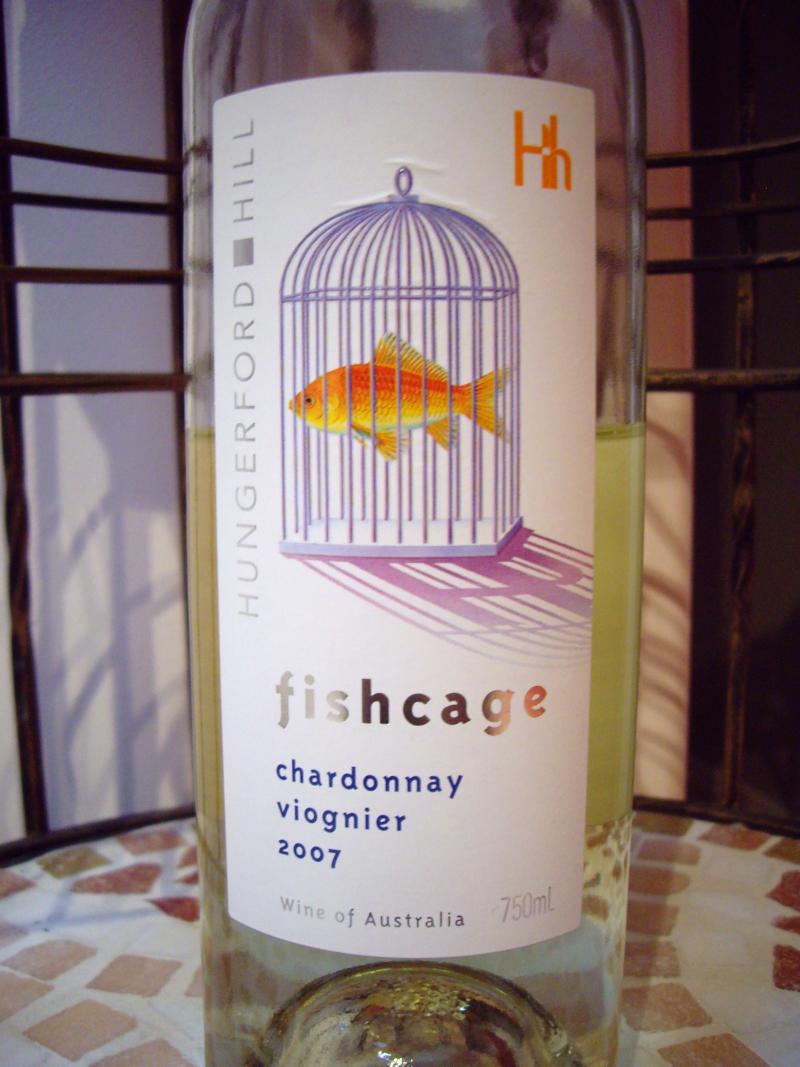 Hh
HUNGERFORD HILL
fishcage
chardonnay
viognier
2007
Wine of Australia 750mL